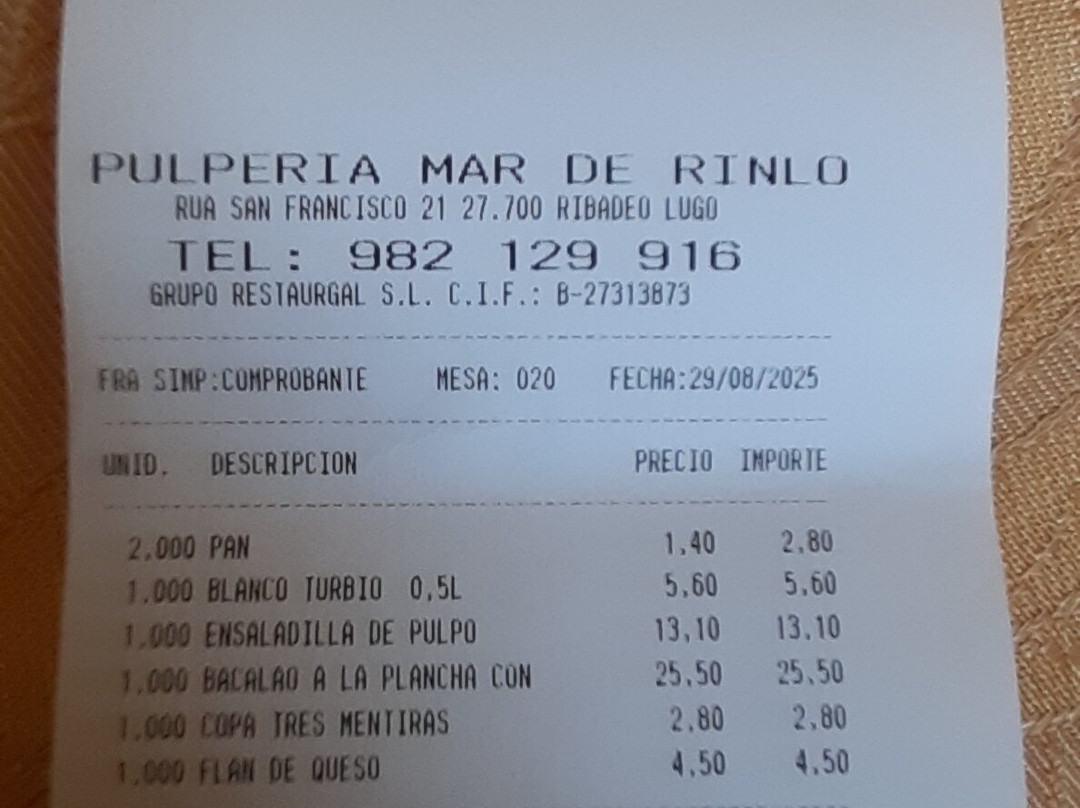 PULPERIA MAR DE RINLO
RUA SAN FRANCISCO 21 27.700 RIBADEO LUGO
TEL: 982 129 916
GRUPO RESTAURGAL S.L. C.I.F.: B-27313873
FRA SIMP:COMPROBANTE MESA: 020 FECHA:29/08/2025
UNID. DESCRIPCION PRECIO IMPORTE
2.000 PAN 1,40 2,80
1.000 BLANCO TURBIO 0,5L 5,60 5,60
1.000 ENSALADILLA DE PULPO 13,10 13,10
1.000 BACALAO A LA PLANCHA CON 25,50 25,50
1.000 COPA TRES MENTIRAS 2,80 2,80
1.000 FLAN DE QUESO 4,50 4,50